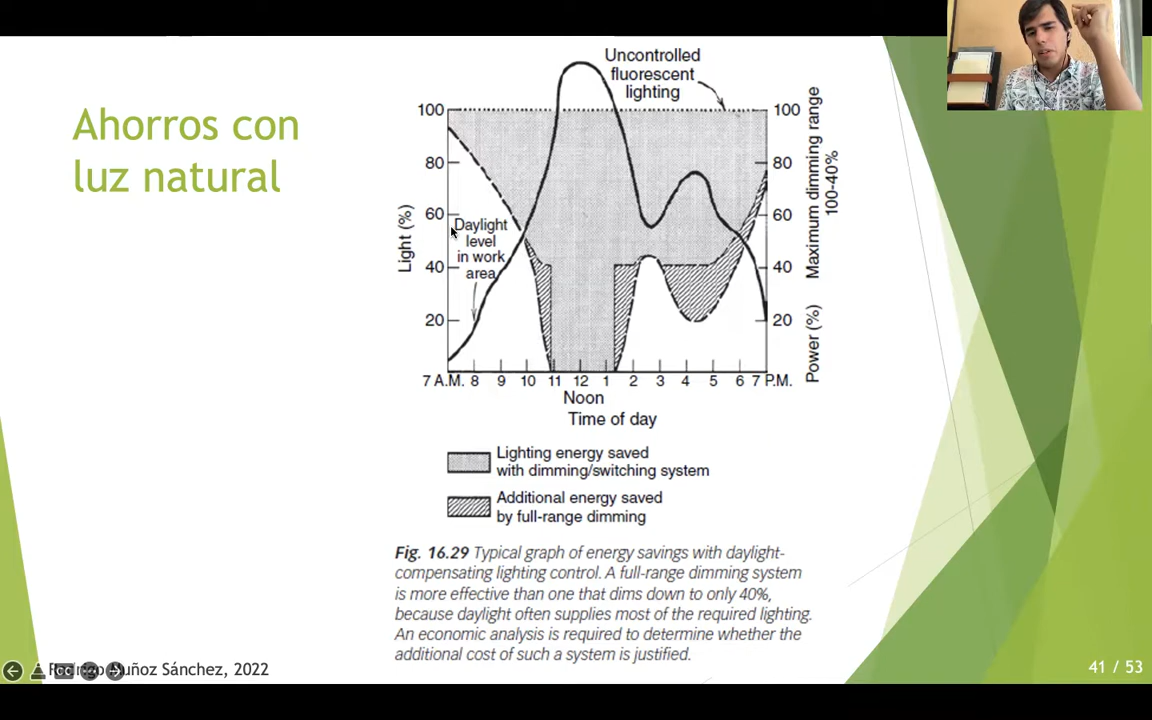 Ahorros con
luz natural
Uncontrolled
fluorescent
lighting
100
80
60
40
20
Light (%)
Daylight
level
in work
area
100
80
60
40
20
Maximum dimming range
100-40%
Power (%)
7 A.M. 8 9 10 11 12 1 2 3 4 5 6 7 P.M.
Noon
Time of day
Lighting energy saved
with dimming/switching system
Additional energy saved
by full-range dimming
Fig. 16.29 Typical graph of energy savings with daylight-
compensating lighting control. A full-range dimming system
is more effective than one that dims down to only 40%,
because daylight often supplies most of the required lighting.
An economic analysis is required to determine whether the
additional cost of such a system is justified.
Muñoz Sánchez, 2022
41 / 53